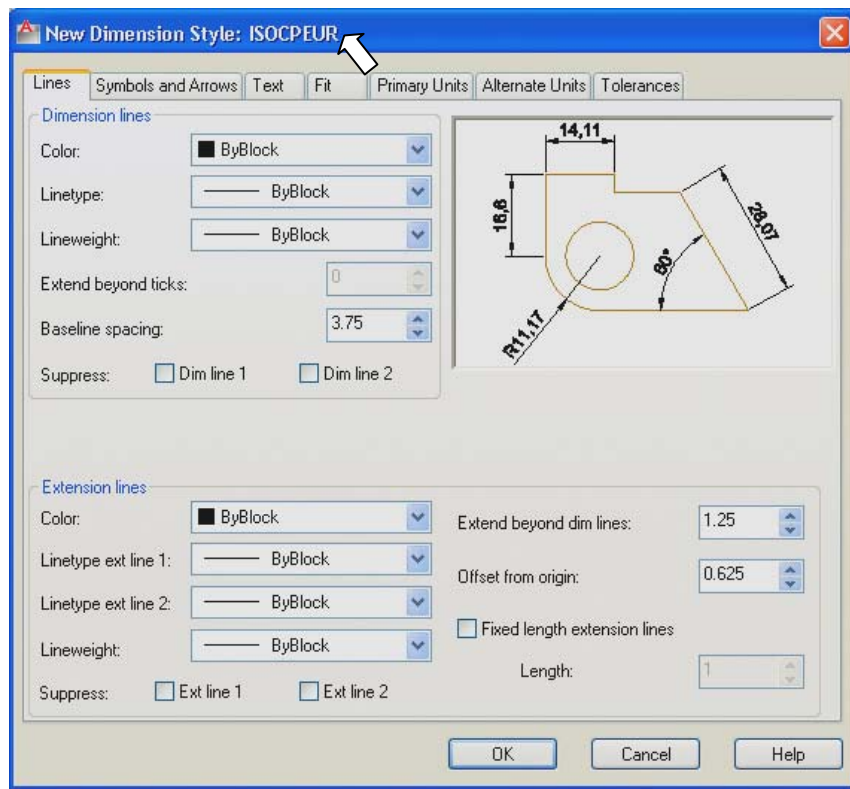 New Dimension Style: ISOCPEUR
Lines Symbols and Arrows Text Fit Primary Units Alternate Units Tolerances
Dimension lines
Color: ByBlock
Linetype: ByBlock
Lineweight: ByBlock
Extend beyond ticks: 0
Baseline spacing: 3.75
Suppress: Dim line 1 Dim line 2
14,11
16,6
28,07
60°
R11,17
Extension lines
Color: ByBlock
Linetype ext line 1: ByBlock
Linetype ext line 2: ByBlock
Lineweight: ByBlock
Suppress: Ext line 1 Ext line 2
Extend beyond dim lines: 1.25
Offset from origin: 0.625
Fixed length extension lines
Length: 1
OK Cancel Help